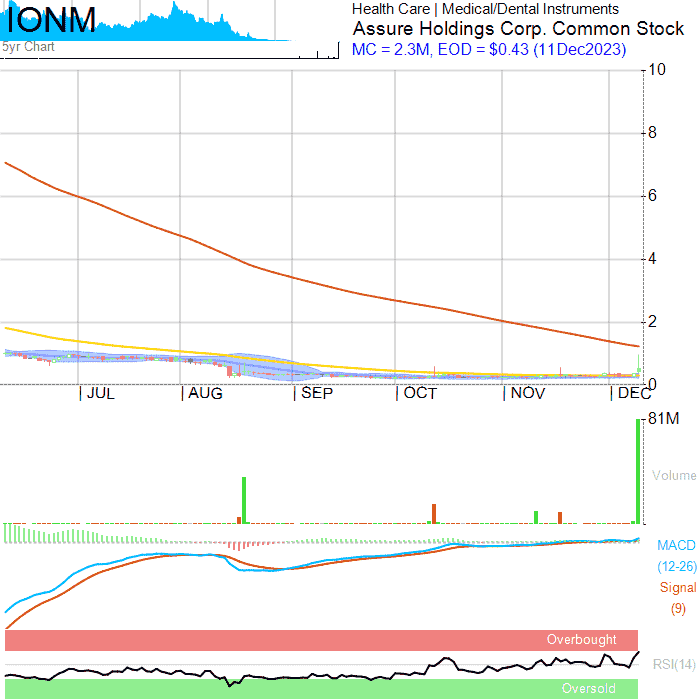 IONM
5yr Chart
Health Care | Medical/Dental Instruments
Assure Holdings Corp. Common Stock
MC = 2.3M, EOD = $0.43 (11Dec2023)
10
8
6
4
2
0
JUL AUG SEP OCT NOV DEC
81M
Volume
MACD
(12-26)
Signal
(9)
Overbought
RSI(14)
Oversold